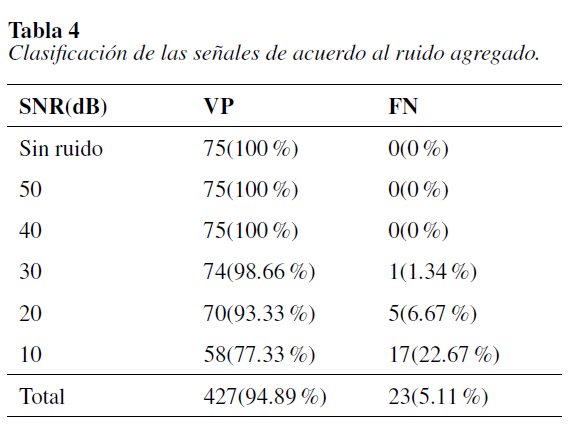 Tabla 4
Clasificación de las señales de acuerdo al ruido agregado.
SNR(dB) VP FN
Sin ruido 75(100 %) 0(0 %)
50 75(100 %) 0(0 %)
40 75(100 %) 0(0 %)
30 74(98.66 %) 1(1.34 %)
20 70(93.33 %) 5(6.67 %)
10 58(77.33 %) 17(22.67 %)
Total 427(94.89 %) 23(5.11 %)